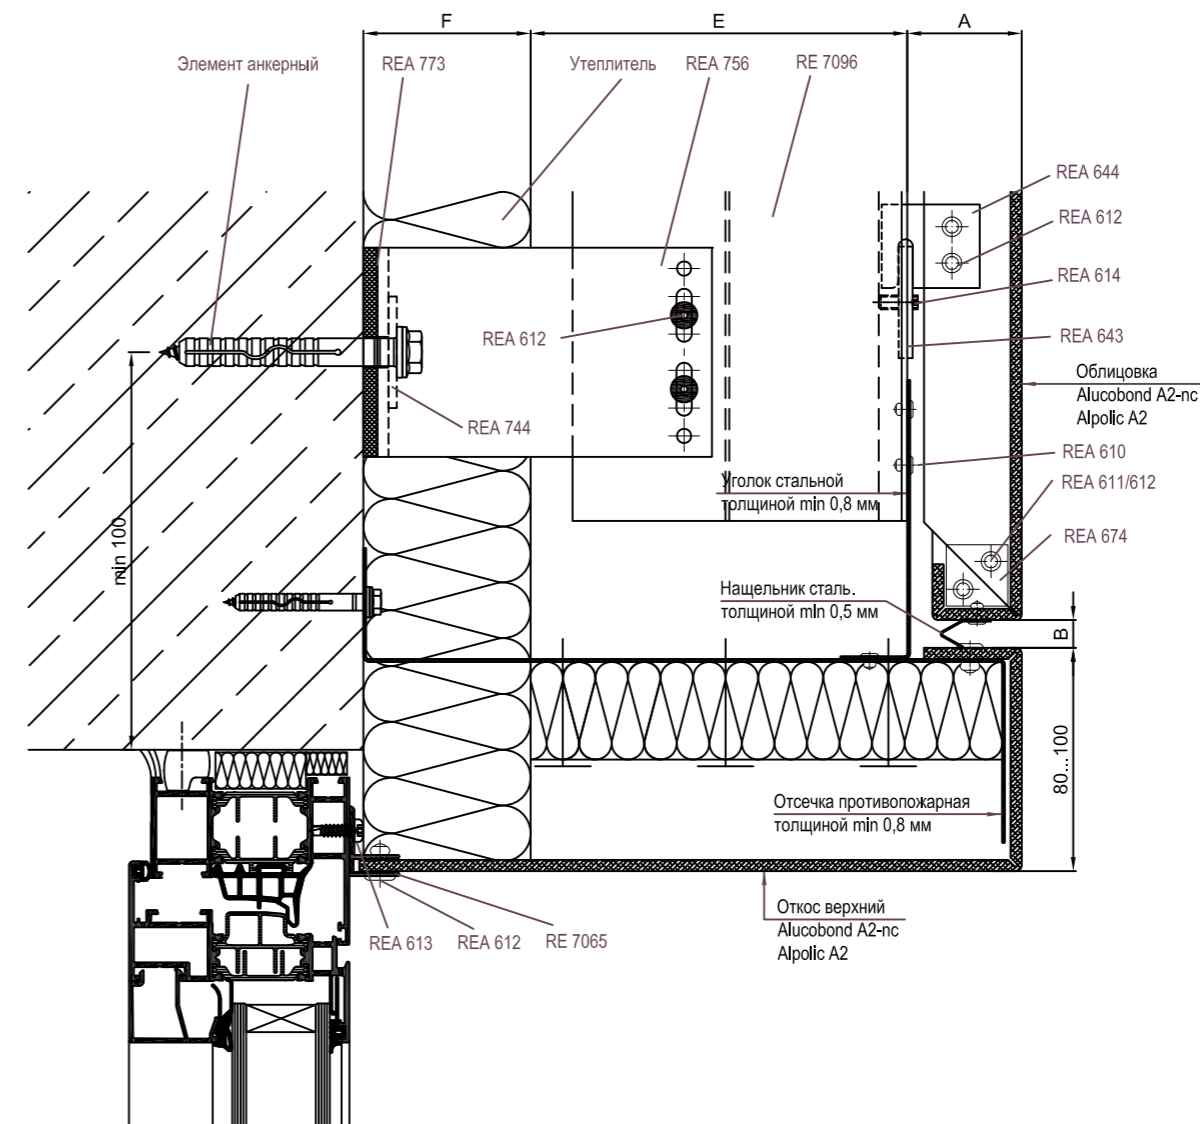 F
E
A
Элемент анкерный
REA 773
Утеплитель
REA 756
RE 7096
REA 644
REA 612
REA 614
REA 612
REA 643
Облицовка
Alucobond A2-nc
Alpolic A2
REA 744
REA 610
Уголок стальной
толщиной min 0,8 мм
REA 611/612
min 100
REA 674
Нащельник сталь.
толщиной min 0,5 мм
B
80...100
Отсечка противопожарная
толщиной min 0,8 мм
Откос верхний
Alucobond A2-nc
Alpolic A2
REA 613
REA 612
RE 7065